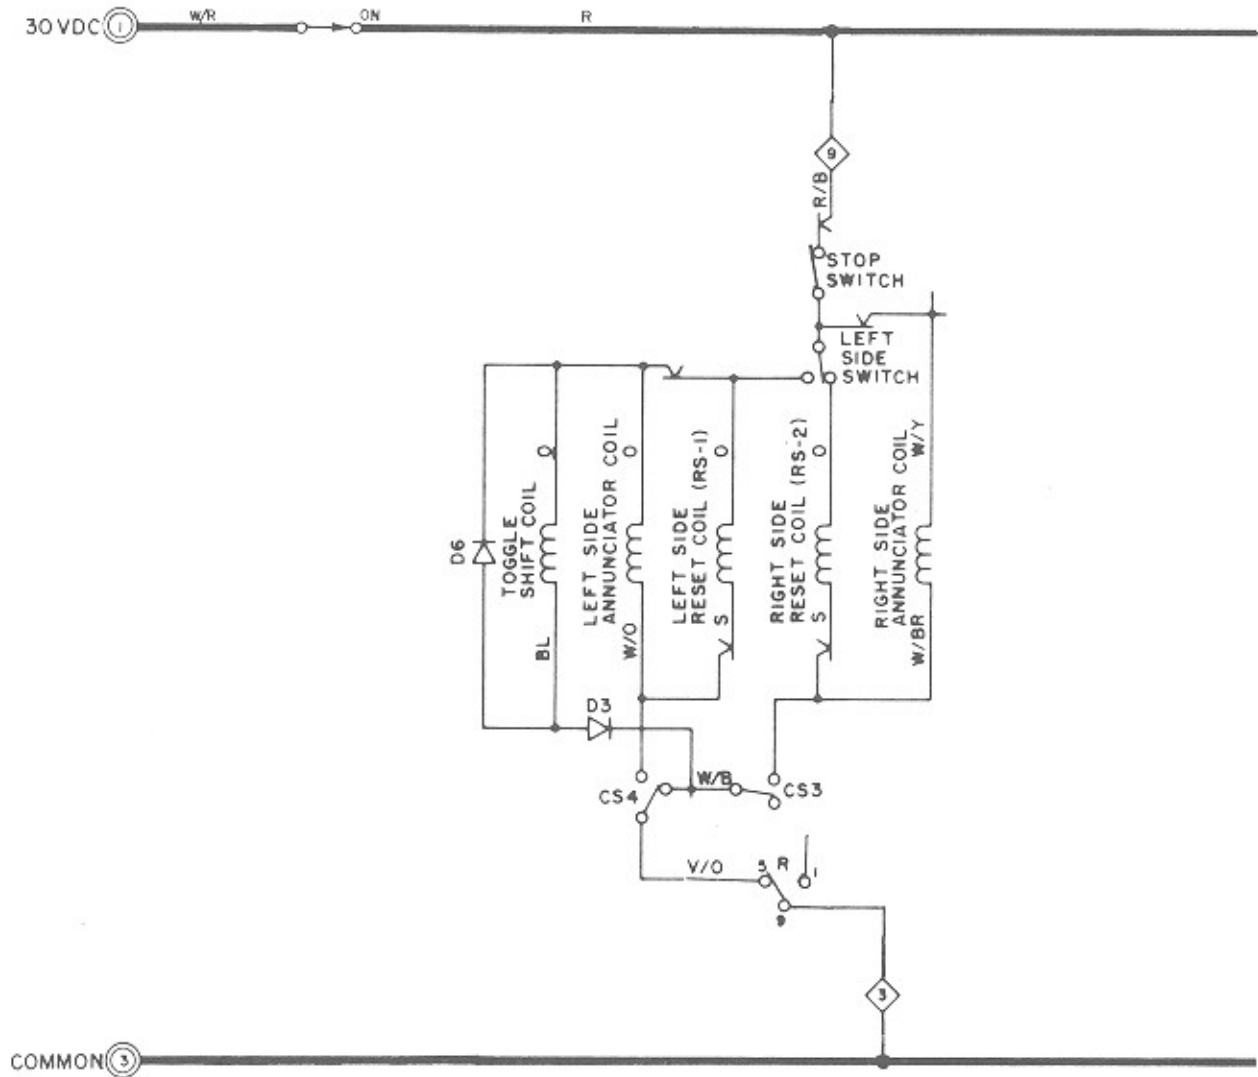 30 VDC 1 W/R ON R
9
R/B
STOP
SWITCH
LEFT
SIDE
SWITCH
D6
TOGGLE
SHIFT COIL
O
BL
LEFT SIDE
ANNUNCIATOR COIL
O
W/O
LEFT SIDE
RESET COIL (RS-1)
O
S
RIGHT SIDE
RESET COIL (RS-2)
O
S
RIGHT SIDE
ANNUNCIATOR COIL
W/Y
W/BR
D3
CS4 W/B CS3
V/O 5 R 1
9
3
COMMON 3